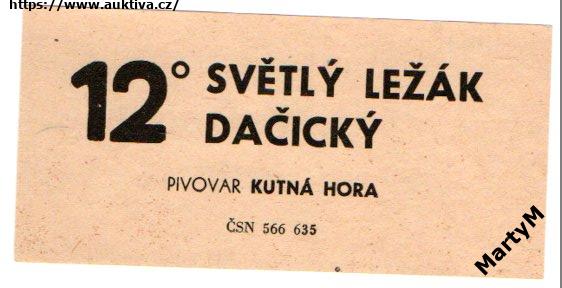 https://www.auktiva.cz/
12° SVĚTLÝ LEŽÁK
DAČICKÝ
PIVOVAR KUTNÁ HORA
ČSN 566 635
MartyM